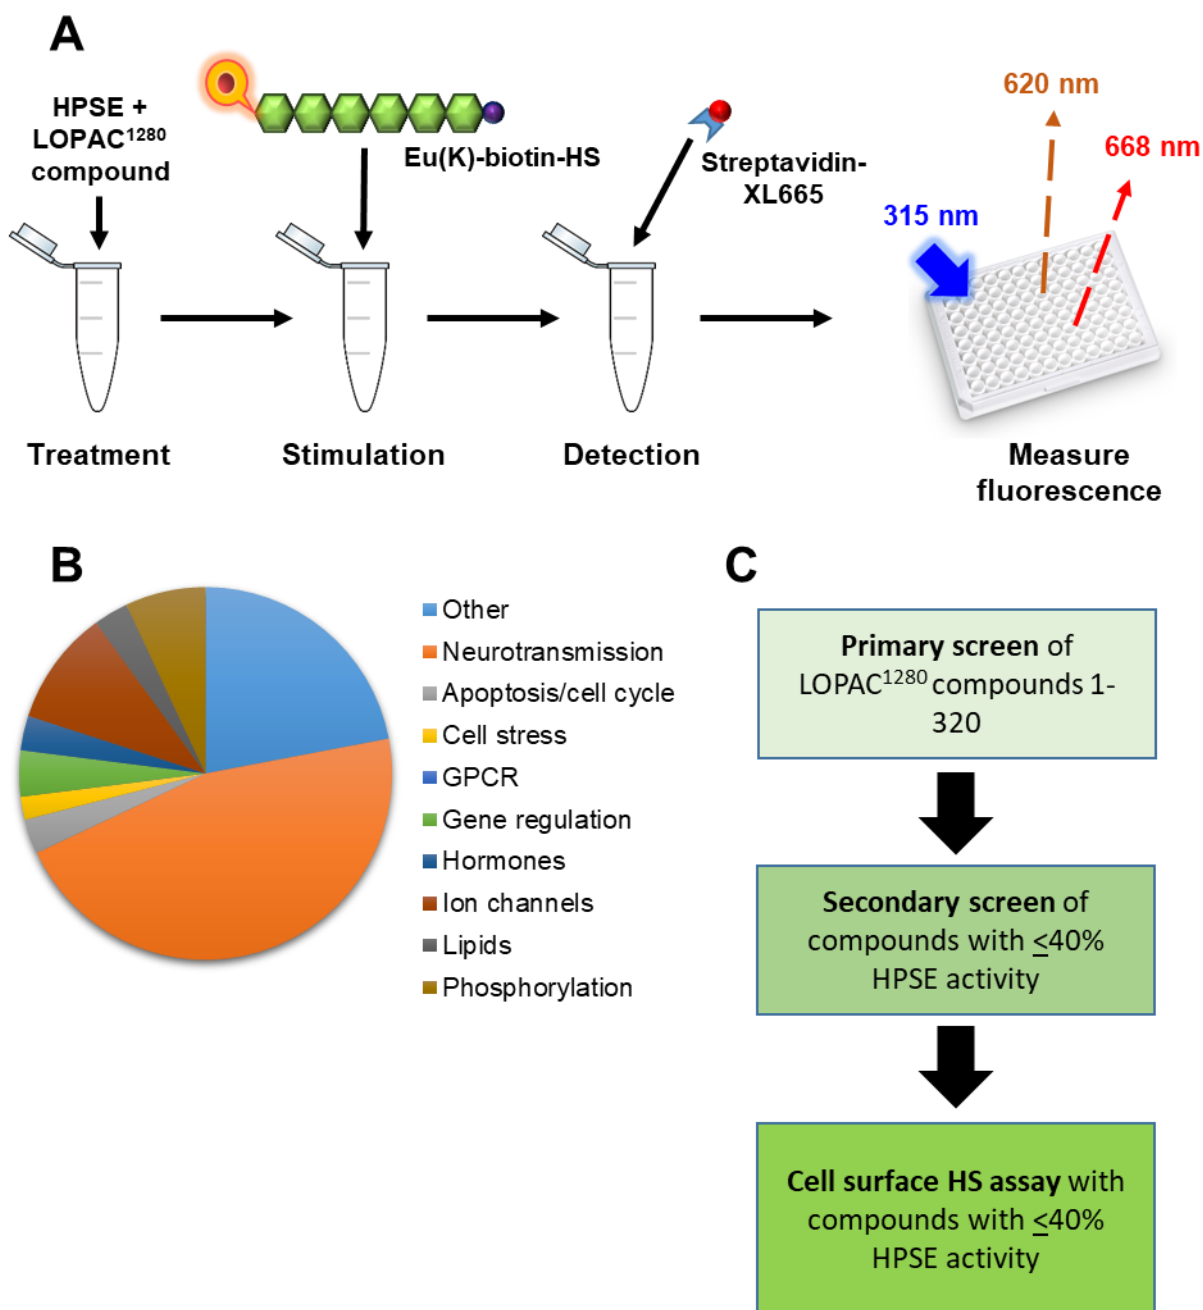 A
HPSE +
LOPAC1280
compound
Eu(K)-biotin-HS
Streptavidin-
XL665
620 nm
668 nm
315 nm
Treatment
Stimulation
Detection
Measure
fluorescence
B
Other
Neurotransmission
Apoptosis/cell cycle
Cell stress
GPCR
Gene regulation
Hormones
Ion channels
Lipids
Phosphorylation
C
Primary screen of
LOPAC1280 compounds 1-
320
Secondary screen of
compounds with ≤40%
HPSE activity
Cell surface HS assay with
compounds with ≤40%
HPSE activity